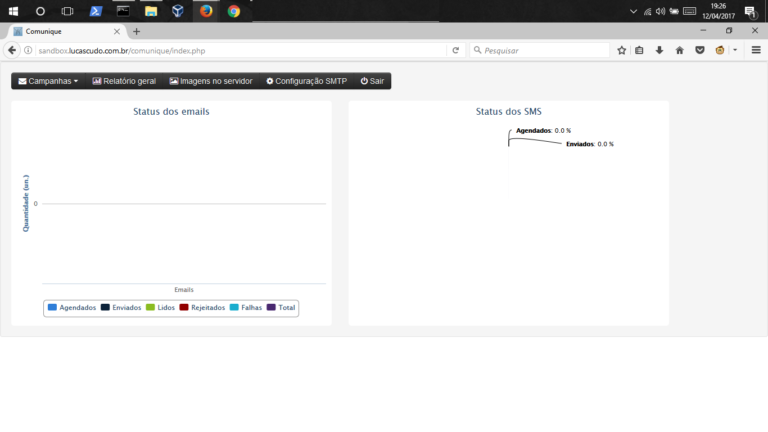 19:26
12/04/2017
1
Comunique
sandbox.lucascudo.com.br/comunique/index.php
Pesquisar
Campanhas Relatório geral Imagens no servidor Configuração SMTP Sair
Status dos emails
Quantidade (un.)
0
Emails
Agendados Enviados Lidos Rejeitados Falhas Total
Status dos SMS
Agendados: 0.0 %
Enviados: 0.0 %